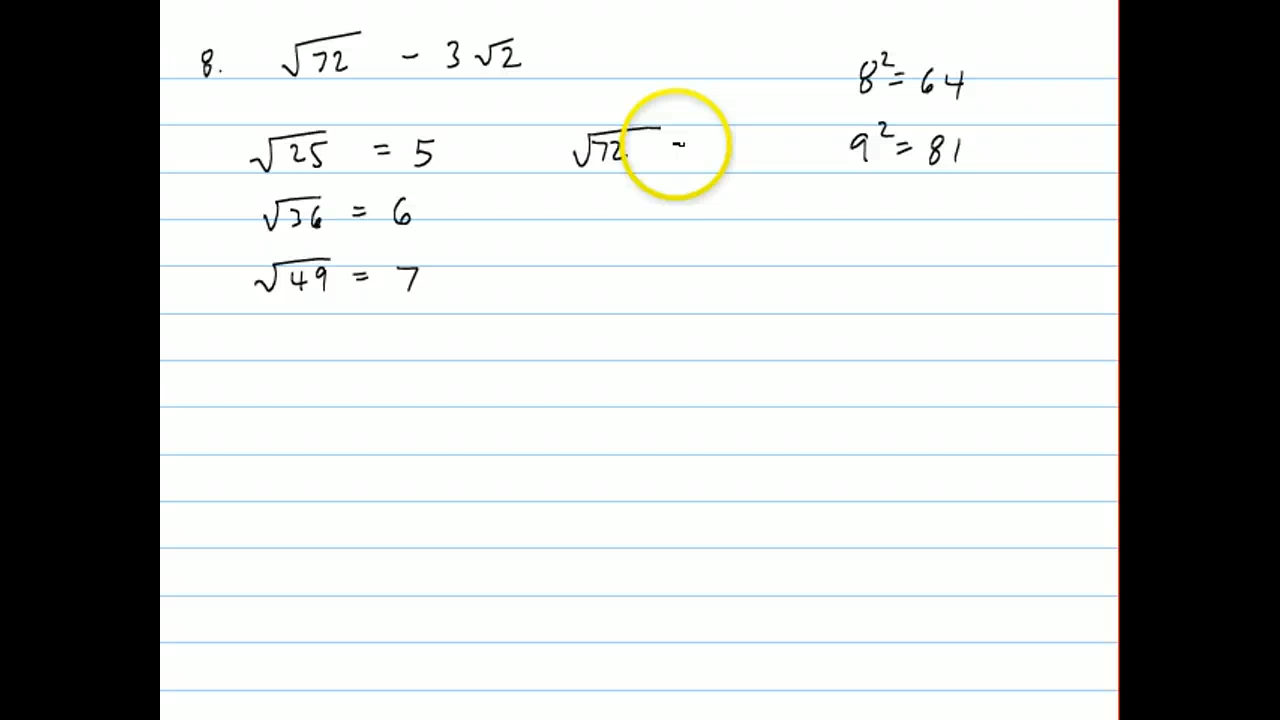 8. √72 - 3√2
8² = 64
√25 = 5 √72. = 9² = 81
√36 = 6
√49 = 7